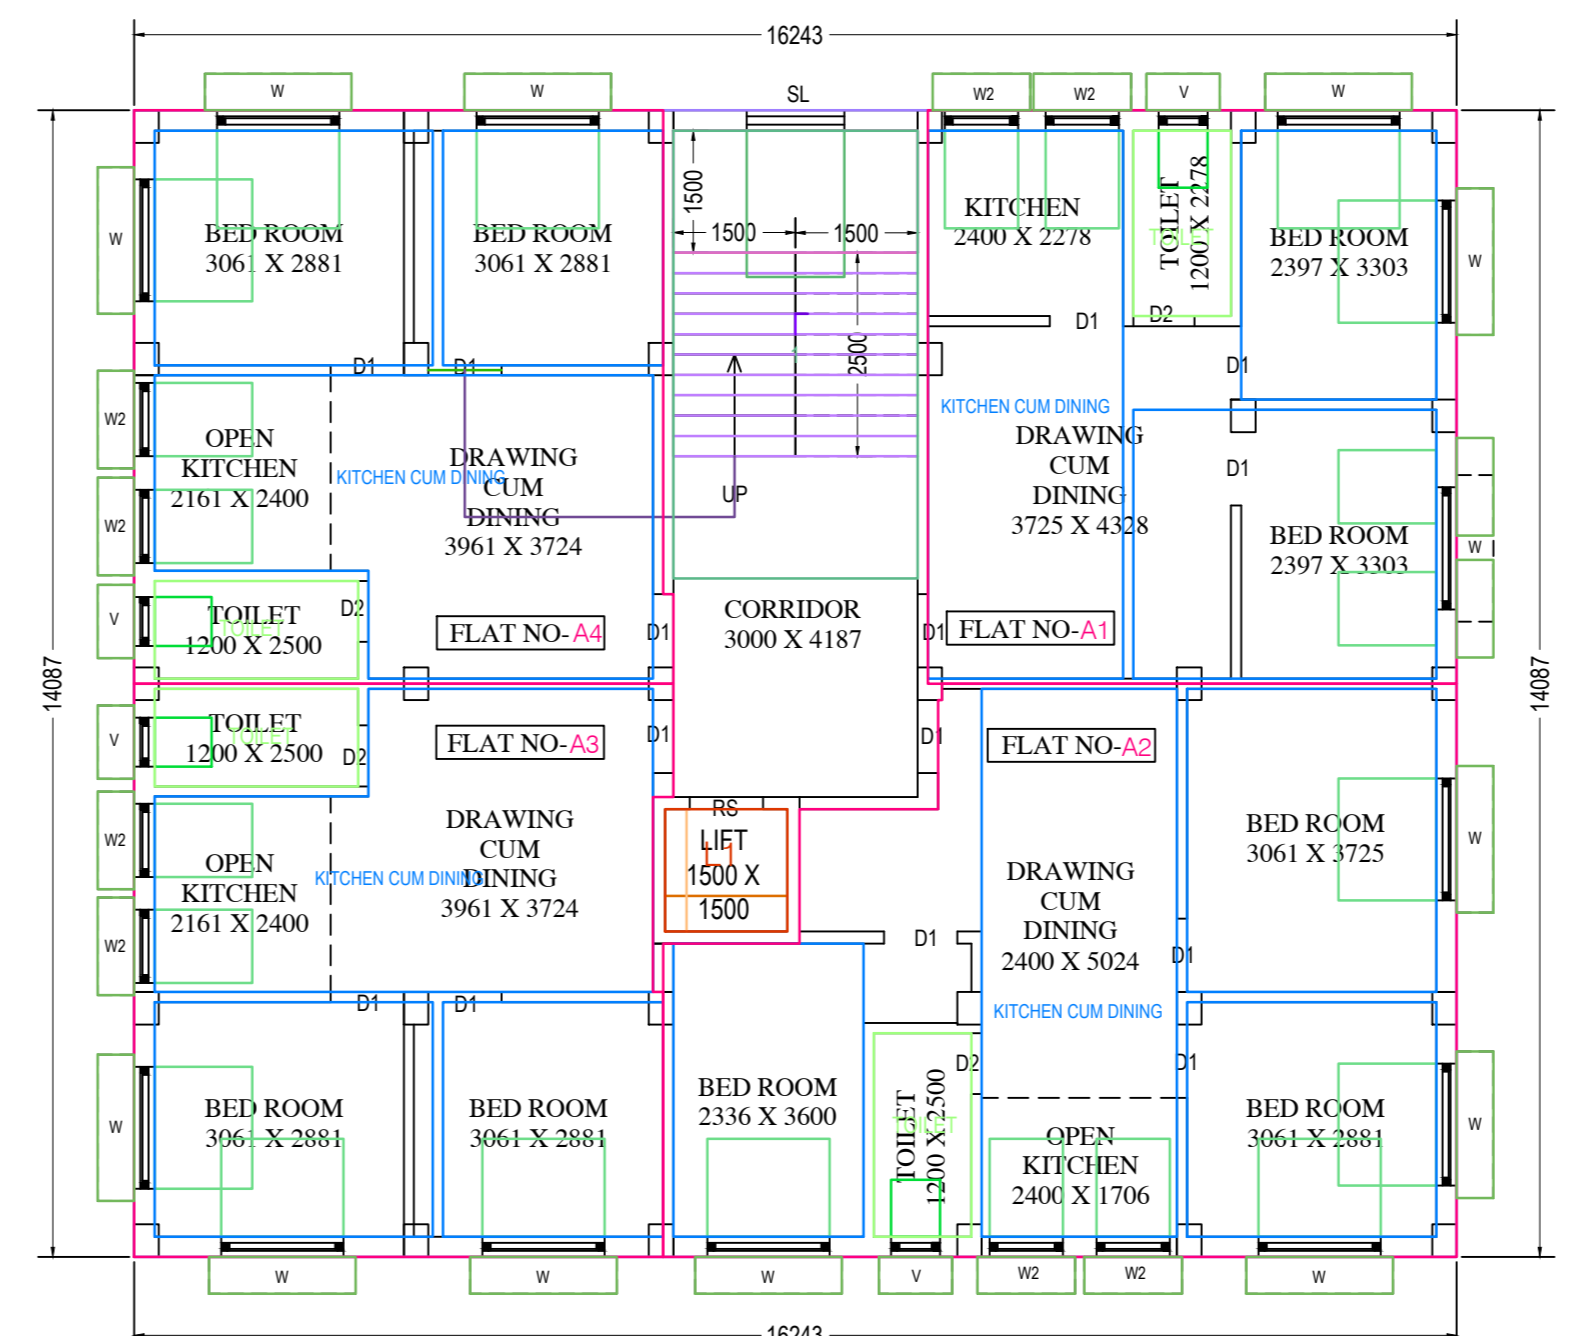 16243
W
W
SL
W2
W2
V
W
1500
1500
1500
2500
UP
BED ROOM
3061 X 2881
BED ROOM
3061 X 2881
KITCHEN
2400 X 2278
TOILET
1200 X 2278
TOILET
BED ROOM
2397 X 3303
W
W
D1
D2
D1
D1
D1
W2
OPEN
KITCHEN
2161 X 2400
KITCHEN CUM DINING
DRAWING
CUM
DINING
3961 X 3724
W2
KITCHEN CUM DINING
DRAWING
CUM
DINING
3725 X 4328
D1
BED ROOM
2397 X 3303
W
V
TOILET
1200 X 2500
TOILET
D2
FLAT NO-A4
D1
CORRIDOR
3000 X 4187
D1
FLAT NO-A1
14087
14087
V
TOILET
1200 X 2500
TOILET
D2
FLAT NO-A3
D1
D1
FLAT NO-A2
W2
OPEN
KITCHEN
2161 X 2400
KITCHEN CUM DINING
DRAWING
CUM
DINING
3961 X 3724
W2
RS
LIFT
L1
1500 X
1500
D1
DRAWING
CUM
DINING
2400 X 5024
KITCHEN CUM DINING
D1
BED ROOM
3061 X 3725
W
D1
D1
W
BED ROOM
3061 X 2881
BED ROOM
3061 X 2881
BED ROOM
2336 X 3600
D2
TOILET
1200 X 2500
TOILET
D1
OPEN
KITCHEN
2400 X 1706
BED ROOM
3061 X 2881
W
W
W
W
V
W2
W2
W
16243